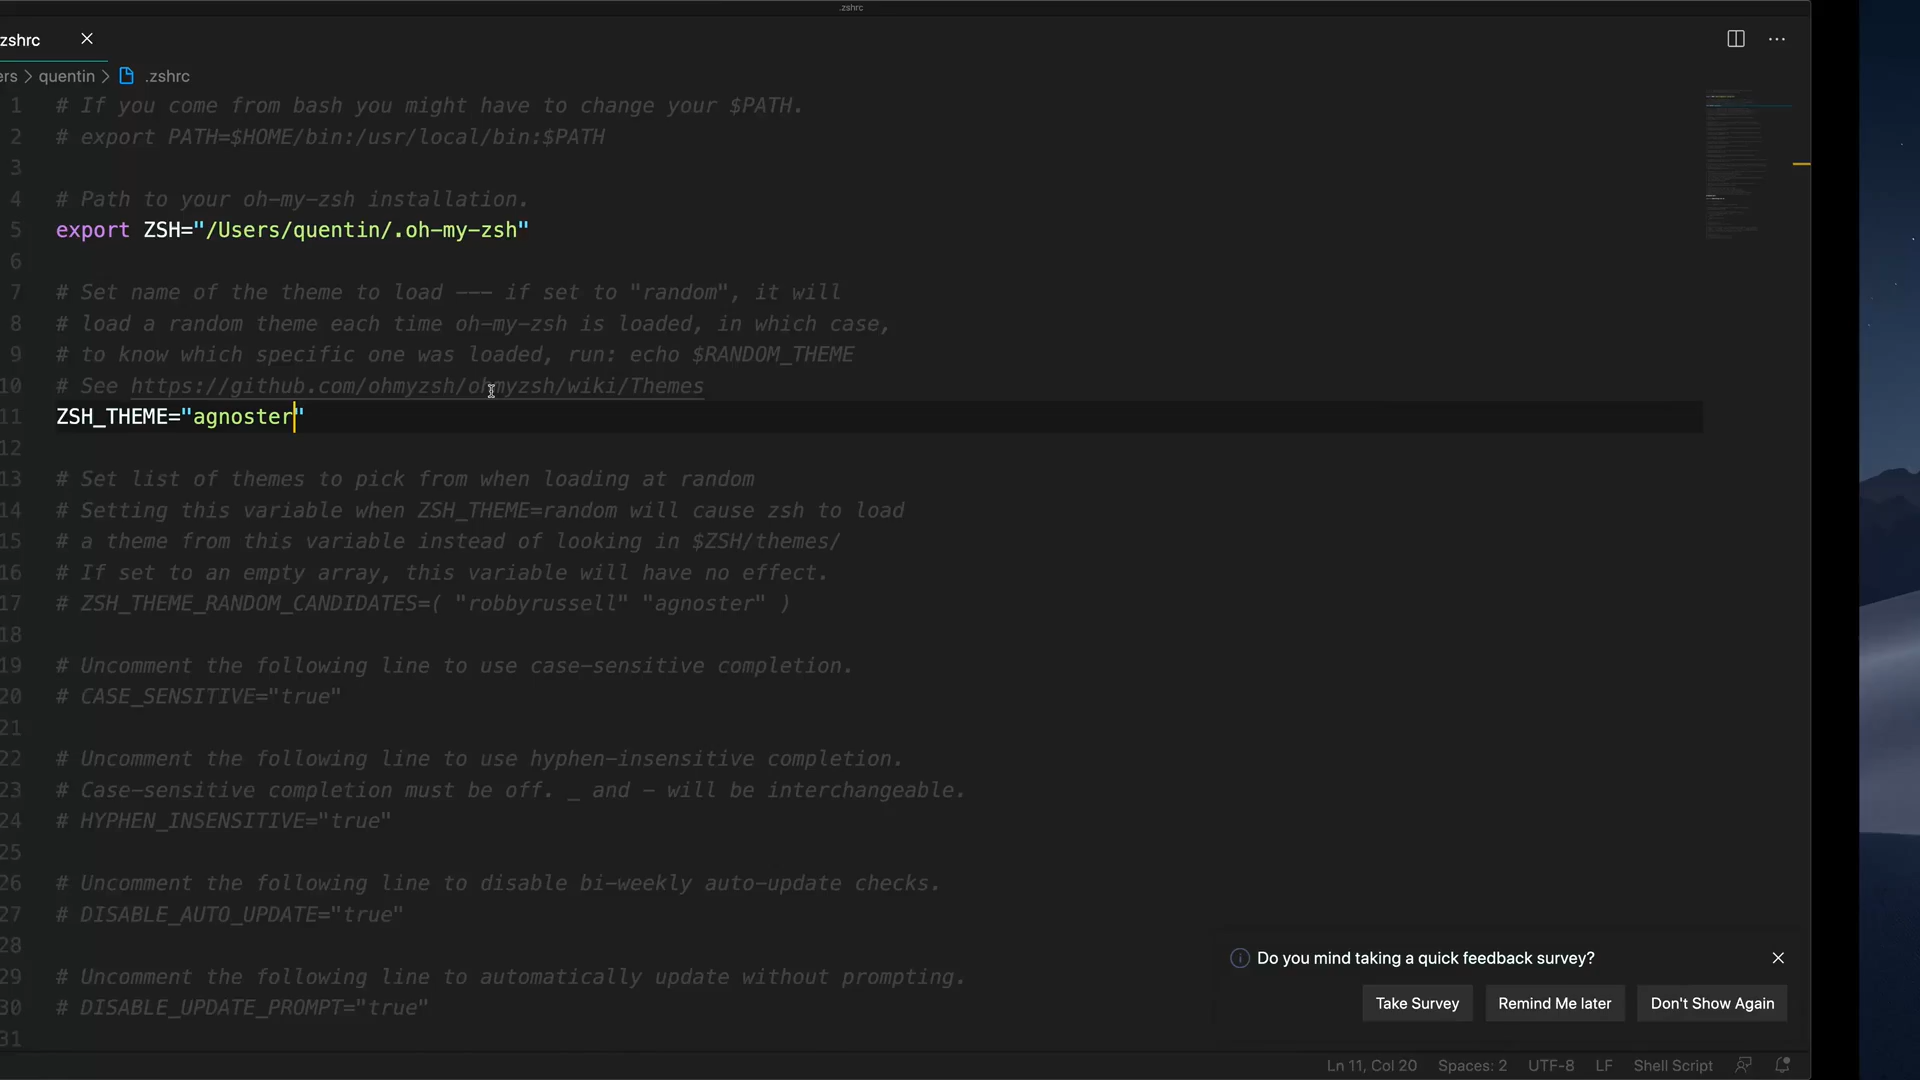 .zshrc
zshrc
ers > quentin > .zshrc
1 # If you come from bash you might have to change your $PATH.
2 # export PATH=$HOME/bin:/usr/local/bin:$PATH
3
4 # Path to your oh-my-zsh installation.
5 export ZSH="/Users/quentin/.oh-my-zsh"
6
7 # Set name of the theme to load --- if set to "random", it will
8 # load a random theme each time oh-my-zsh is loaded, in which case,
9 # to know which specific one was loaded, run: echo $RANDOM_THEME
10 # See https://github.com/ohmyzsh/ohmyzsh/wiki/Themes
11 ZSH_THEME="agnoster"
12
13 # Set list of themes to pick from when loading at random
14 # Setting this variable when ZSH_THEME=random will cause zsh to load
15 # a theme from this variable instead of looking in $ZSH/themes/
16 # If set to an empty array, this variable will have no effect.
17 # ZSH_THEME_RANDOM_CANDIDATES=( "robbyrussell" "agnoster" )
18
19 # Uncomment the following line to use case-sensitive completion.
20 # CASE_SENSITIVE="true"
21
22 # Uncomment the following line to use hyphen-insensitive completion.
23 # Case-sensitive completion must be off. _ and - will be interchangeable.
24 # HYPHEN_INSENSITIVE="true"
25
26 # Uncomment the following line to disable bi-weekly auto-update checks.
27 # DISABLE_AUTO_UPDATE="true"
28
29 # Uncomment the following line to automatically update without prompting.
30 # DISABLE_UPDATE_PROMPT="true"
31
Do you mind taking a quick feedback survey?
Take Survey Remind Me later Don't Show Again
Ln 11, Col 20 Spaces: 2 UTF-8 LF Shell Script